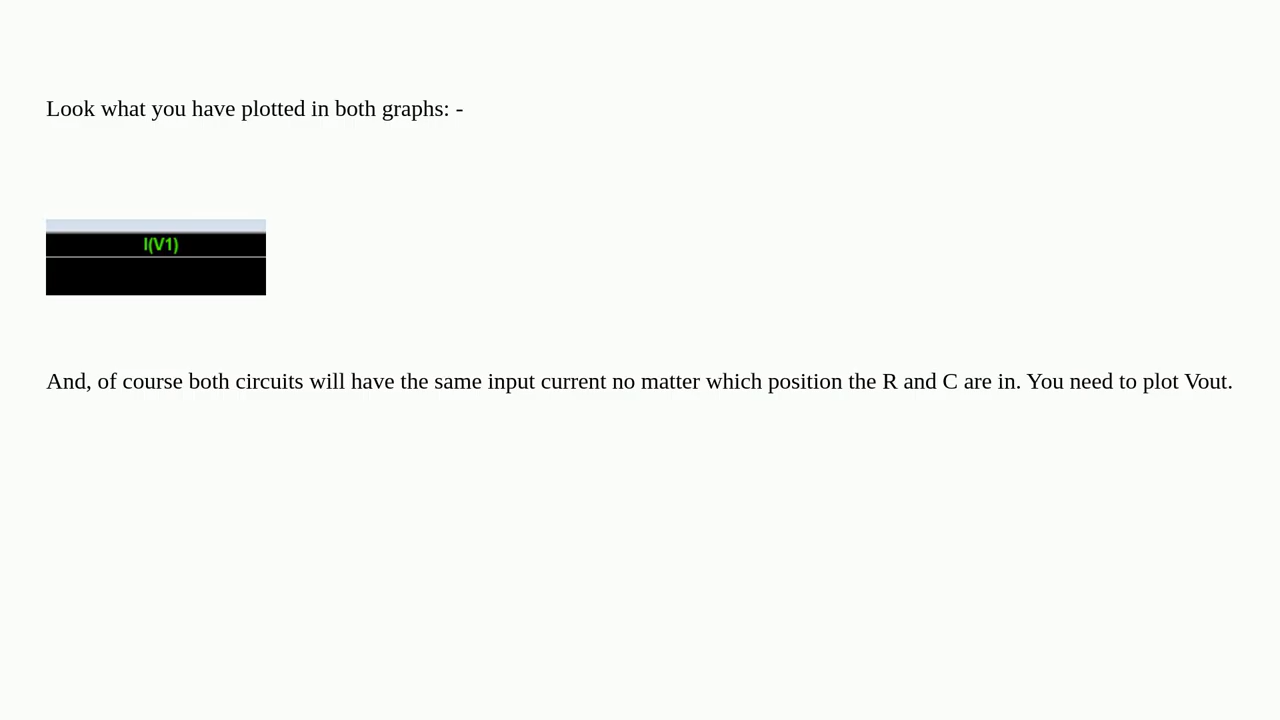 Look what you have plotted in both graphs: -
I(V1)
And, of course both circuits will have the same input current no matter which position the R and C are in. You need to plot Vout.